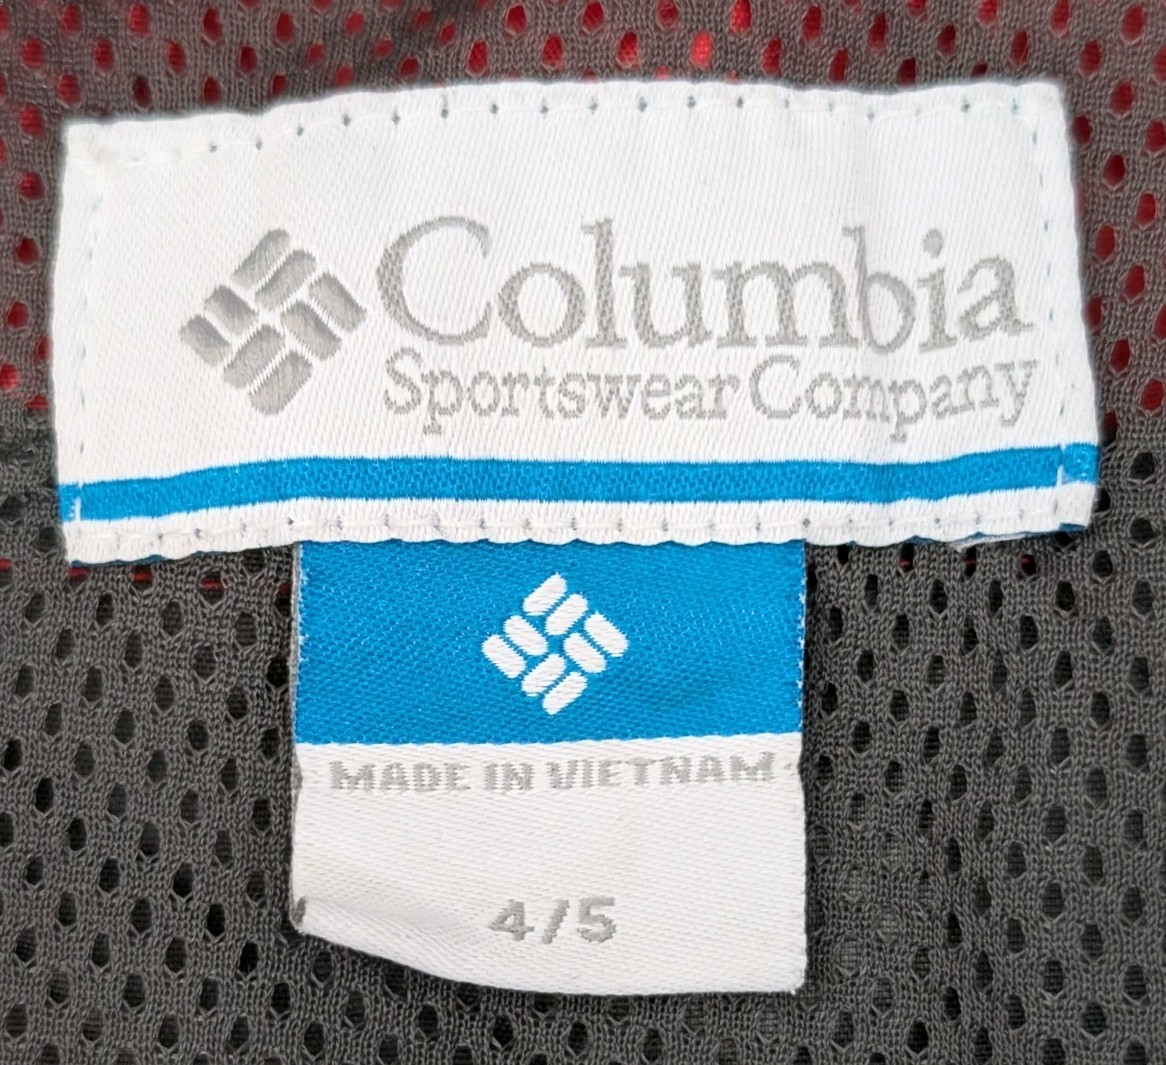 Columbia
Sportswear Company
MADE IN VIETNAM
4/5